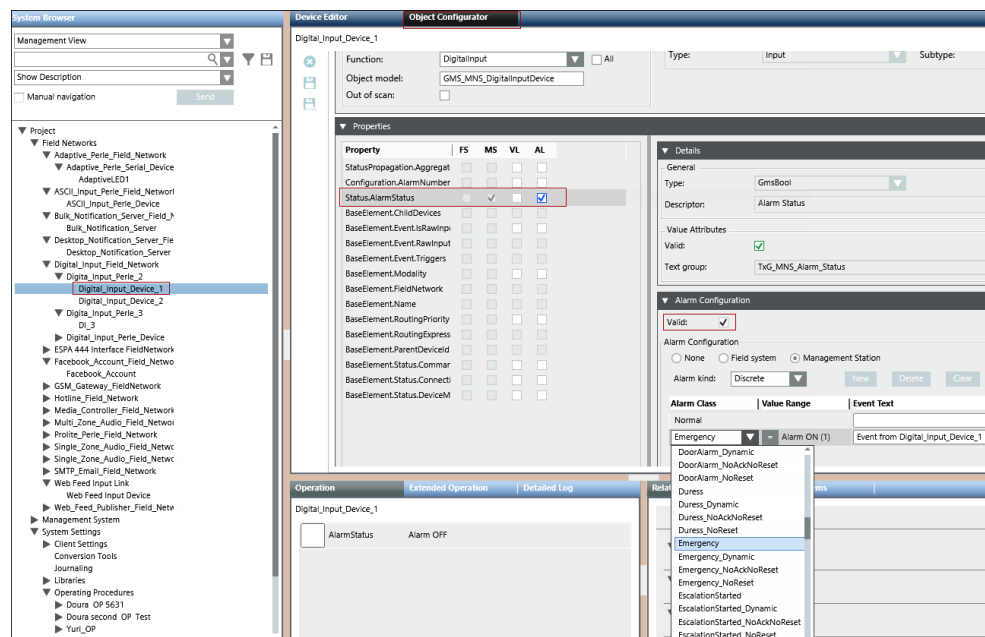 System Browser
Management View
Show Description
Manual navigation
Send
Project
Field Networks
Adaptive_Perle_Field_Network
Adaptive_Perle_Serial_Device
AdaptiveLED1
ASCII_Input_Perle_Field_Networl
ASCII_Input_Perle_Device
Bulk_Notification_Server_Field_N
Bulk_Notification_Server
Desktop_Notification_Server_Fie
Desktop_Notification_Server
Digital_Input_Field_Network
Digita_Input_Perle_2
Digital_Input_Device_1
Digital_Input_Device_2
Digita_Input_Perle_3
DI_3
Digital_Input_Perle_Device
ESPA 444 Interface FieldNetwork
Facebook_Account_Field_Netwo
Facebook_Account
GSM_Gateway_FieldNetwork
Hotline_Field_Network
Media_Controller_Field_Network
Multi_Zone_Audio_Field_Networ
Prolite_Perle_Field_Network
Single_Zone_Audio_Field_Netwc
Single_Zone_Audio_Field_Netwc
SMTP_Email_Field_Network
Web Feed Input Link
Web Feed Input Device
Web_Feed_Publisher_Field_Netw
Management System
System Settings
Client Settings
Conversion Tools
Journaling
Libraries
Operating Procedures
Doura OP 5631
Doura second OP Test
Yuri_OP
Device Editor
Object Configurator
Digital_Input_Device_1
Function: DigitalInput All
Object model: GMS_MNS_DigitalInputDevice
Out of scan:
Type: Input Subtype:
Properties
Property FS MS VL AL
StatusPropagation.Aggregat
Configuration.AlarmNumber
Status.AlarmStatus
BaseElement.ChildDevices
BaseElement.Event.IsRawInpu
BaseElement.Event.RawInput
BaseElement.Event.Triggers
BaseElement.Modality
BaseElement.FieldNetwork
BaseElement.Name
BaseElement.RoutingPriority
BaseElement.RoutingExpress
BaseElement.ParentDeviceId
BaseElement.Status.Commar
BaseElement.Status.Connecti
BaseElement.Status.DeviceM
Details
General
Type: GmsBool
Descriptor: Alarm Status
Value Attributes
Valid:
Text group: TxG_MNS_Alarm_Status
Alarm Configuration
Valid:
Alarm Configuration
None Field system Management Station
Alarm kind: Discrete New Delete Clear
Alarm Class Value Range Event Text
Normal
Emergency = Alarm ON (1) Event from Digital_Input_Device_1
DoorAlarm_Dynamic
DoorAlarm_NoAckNoReset
DoorAlarm_NoReset
Duress
Duress_Dynamic
Duress_NoAckNoReset
Duress_NoReset
Emergency
Emergency_Dynamic
Emergency_NoAckNoReset
Emergency_NoReset
EscalationStarted
EscalationStarted_Dynamic
EscalationStarted_NoAckNoReset
EscalationStarted_NoReset
Operation
Extended Operation
Detailed Log
Digital_Input_Device_1
AlarmStatus Alarm OFF
Relat
ms